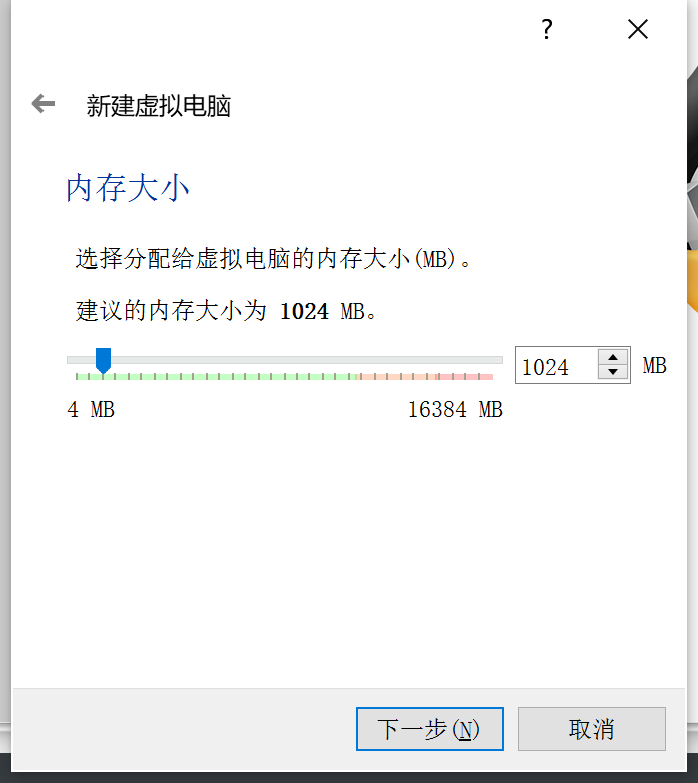 ?
新建虚拟电脑
内存大小
选择分配给虚拟电脑的内存大小(MB)。
建议的内存大小为 1024 MB。
1024 MB
4 MB 16384 MB
下一步(N) 取消